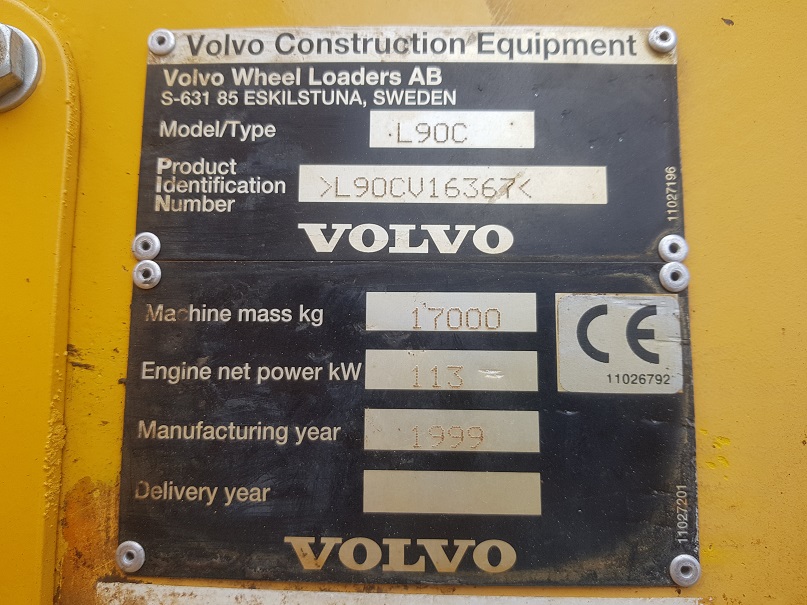 Volvo Construction Equipment
Volvo Wheel Loaders AB
S-631 85 ESKILSTUNA, SWEDEN
Model/Type L90C
Product
Identification >L90CV16367<
Number
11027196
VOLVO
Machine mass kg 17000
CE
Engine net power kW 113
11026792
Manufacturing year 1999
Delivery year
11027201
VOLVO